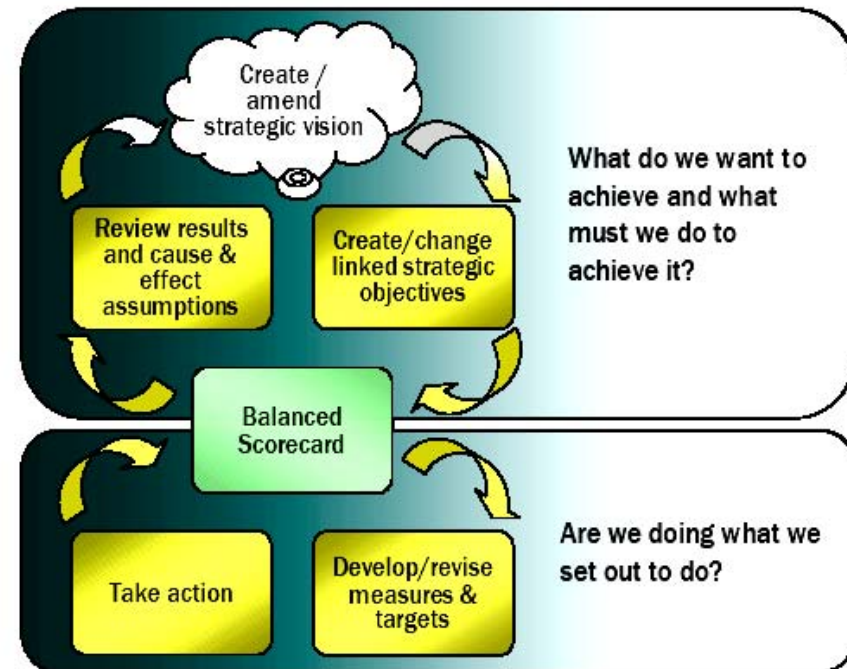 Create /
amend
strategic vision
©
What do we want to
achieve and what
must we do to
achieve it?
Review results
and cause &
effect
assumptions
Create/change
linked strategic
objectives
Balanced
Scorecard
Take action
Develop/revise
measures &
targets
Are we doing what we
set out to do?